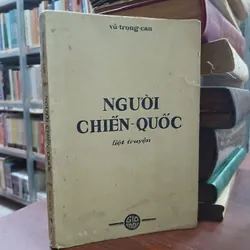 vũ-trọng-can
NGƯỜI
CHIẾN-QUỐC
liệt truyện